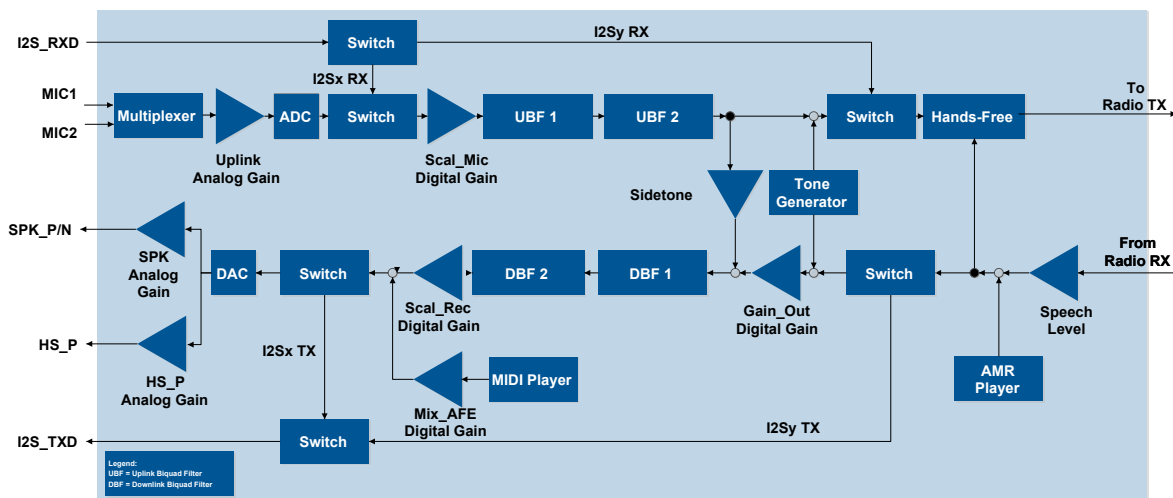 I2S_RXD
Switch
I2Sy RX
I2Sx RX
MIC1
MIC2
Multiplexer
ADC
Switch
UBF 1
UBF 2
Switch
Hands-Free
To
Radio TX
Uplink
Analog Gain
Scal_Mic
Digital Gain
Sidetone
Tone
Generator
SPK_P/N
SPK
Analog
Gain
DAC
Switch
Scal_Rec
Digital Gain
DBF 2
DBF 1
Gain_Out
Digital Gain
Switch
Speech
Level
From
Radio RX
HS_P
HS_P
Analog Gain
I2Sx TX
MIDI Player
Mix_AFE
Digital Gain
AMR
Player
I2S_TXD
Switch
I2Sy TX
Legend:
UBF = Uplink Biquad Filter
DBF = Downlink Biquad Filter